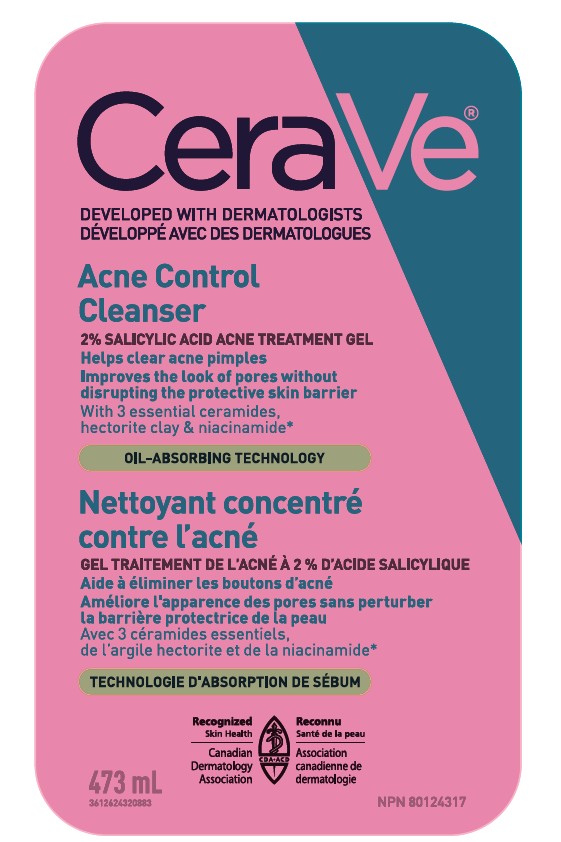 CeraVe®
DEVELOPED WITH DERMATOLOGISTS
DÉVELOPPÉ AVEC DES DERMATOLOGUES
Acne Control
Cleanser
2% SALICYLIC ACID ACNE TREATMENT GEL
Helps clear acne pimples
Improves the look of pores without
disrupting the protective skin barrier
With 3 essential ceramides,
hectorite clay & niacinamide*
OIL-ABSORBING TECHNOLOGY
Nettoyant concentré
contre l'acné
GEL TRAITEMENT DE L'ACNÉ À 2 % D'ACIDE SALICYLIQUE
Aide à éliminer les boutons d'acné
Améliore l'apparence des pores sans perturber
la barrière protectrice de la peau
Avec 3 céramides essentiels,
de l'argile hectorite et de la niacinamide*
TECHNOLOGIE D'ABSORPTION DE SÉBUM
Recognized
Skin Health
Canadian
Dermatology
Association
CDA-ACD
Reconnu
Santé de la peau
Association
canadienne de
dermatologie
473 mL
3612624320883
NPN 80124317